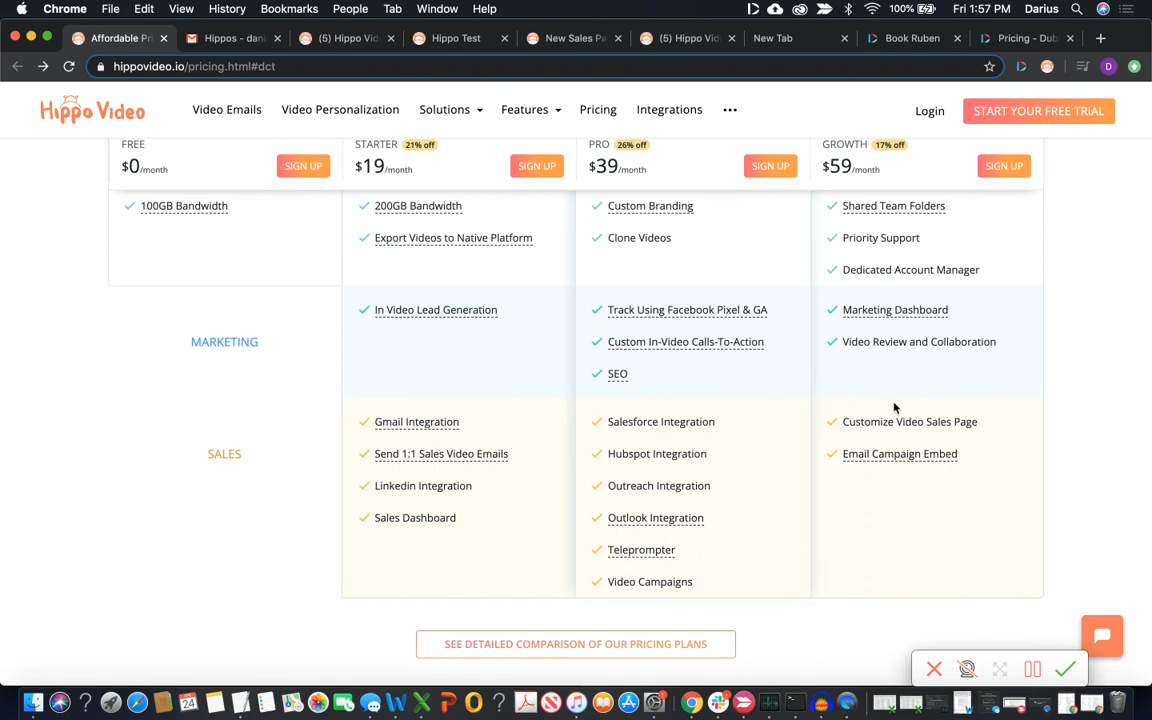 Chrome File Edit View History Bookmarks People Tab Window Help 100% Fri 1:57 PM Darius
Affordable Pri Gmail Hippos - dani (5) Hippo Vide Hippo Test New Sales Pa (5) Hippo Vid New Tab Book Ruben Pricing - Dub
hippovideo.io/pricing.html#dct D
Hippo Video Video Emails Video Personalization Solutions Features Pricing Integrations Login START YOUR FREE TRIAL
FREE STARTER 21% off PRO 26% off GROWTH 17% off
$0/month SIGN UP $19/month SIGN UP $39/month SIGN UP $59/month SIGN UP
100GB Bandwidth 200GB Bandwidth Custom Branding Shared Team Folders
Export Videos to Native Platform Clone Videos Priority Support
Dedicated Account Manager
In Video Lead Generation Track Using Facebook Pixel & GA Marketing Dashboard
MARKETING Custom In-Video Calls-To-Action Video Review and Collaboration
SEO
Gmail Integration Salesforce Integration Customize Video Sales Page
SALES Send 1:1 Sales Video Emails Hubspot Integration Email Campaign Embed
Linkedin Integration Outreach Integration
Sales Dashboard Outlook Integration
Teleprompter
Video Campaigns
SEE DETAILED COMPARISON OF OUR PRICING PLANS